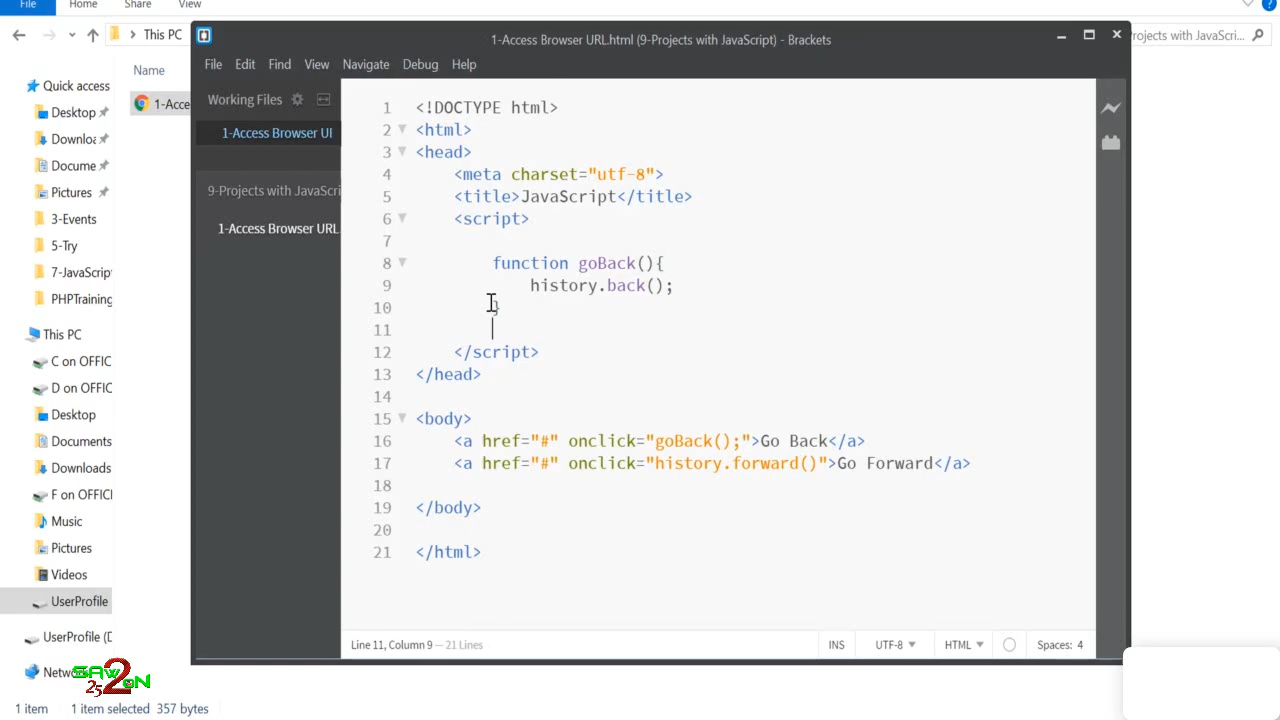 File Home Share View
This PC
rojects with JavaScri...
1-Access Browser URL.html (9-Projects with JavaScript) - Brackets
File Edit Find View Navigate Debug Help
Name
1-Acce
Quick access
Desktop
Downloa
Docume
Pictures
3-Events
5-Try
7-JavaScrip
PHPTraining
This PC
C on OFFIC
D on OFFIC
Desktop
Documents
Downloads
F on OFFICI
Music
Pictures
Videos
UserProfile
UserProfile (D
Netwo
1 item 1 item selected 357 bytes
Working Files
1-Access Browser UI
9-Projects with JavaScri
1-Access Browser URL
1 <!DOCTYPE html>
2 <html>
3 <head>
4 <meta charset="utf-8">
5 <title>JavaScript</title>
6 <script>
7
8 function goBack(){
9 history.back();
10 }
11
12 </script>
13 </head>
14
15 <body>
16 <a href="#" onclick="goBack();">Go Back</a>
17 <a href="#" onclick="history.forward()">Go Forward</a>
18
19 </body>
20
21 </html>
Line 11, Column 9 — 21 Lines
INS UTF-8 HTML Spaces: 4